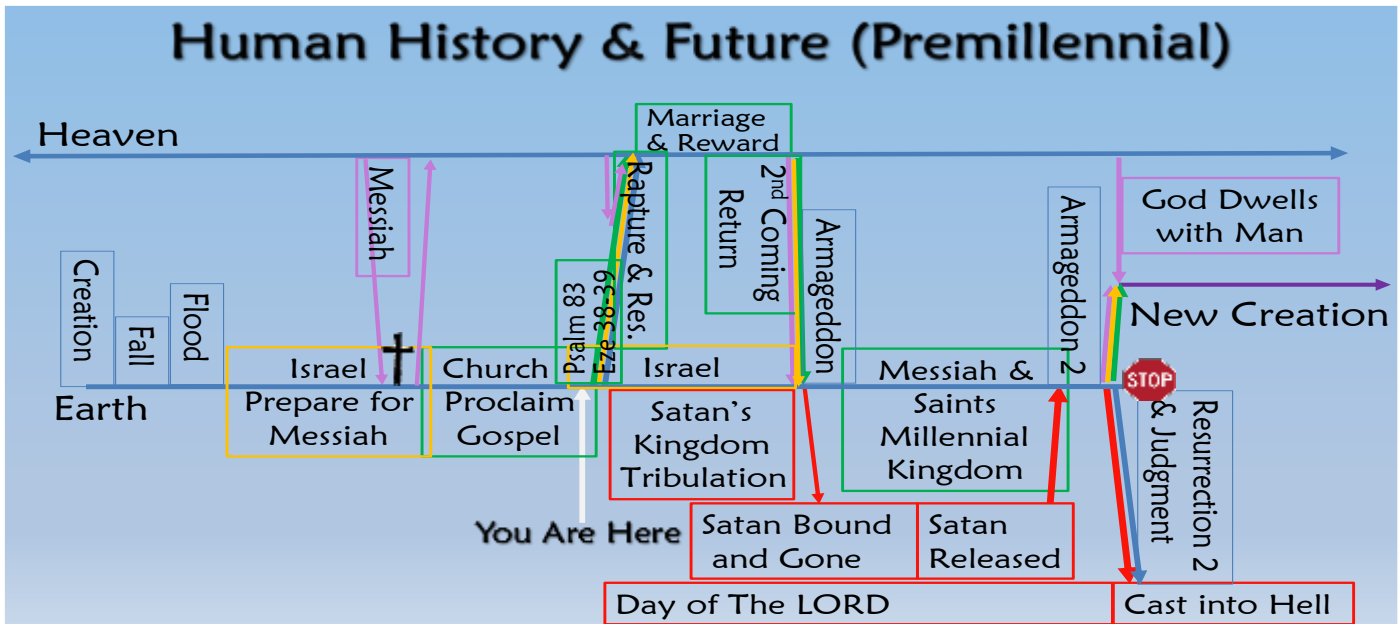 Human History & Future (Premillennial)
Heaven
Marriage
& Reward
Messiah
Rapture & Res.
2nd Coming
Return
Armageddon
Armageddon 2
God Dwells
with Man
New Creation
Creation
Fall
Flood
Psalm 83
Eze 38-39
Earth
Israel
Prepare for
Messiah
Church
Proclaim
Gospel
Israel
Satan's
Kingdom
Tribulation
Messiah &
Saints
Millennial
Kingdom
STOP
Resurrection 2
& Judgment
You Are Here
Satan Bound
and Gone
Satan
Released
Day of The LORD
Cast into Hell